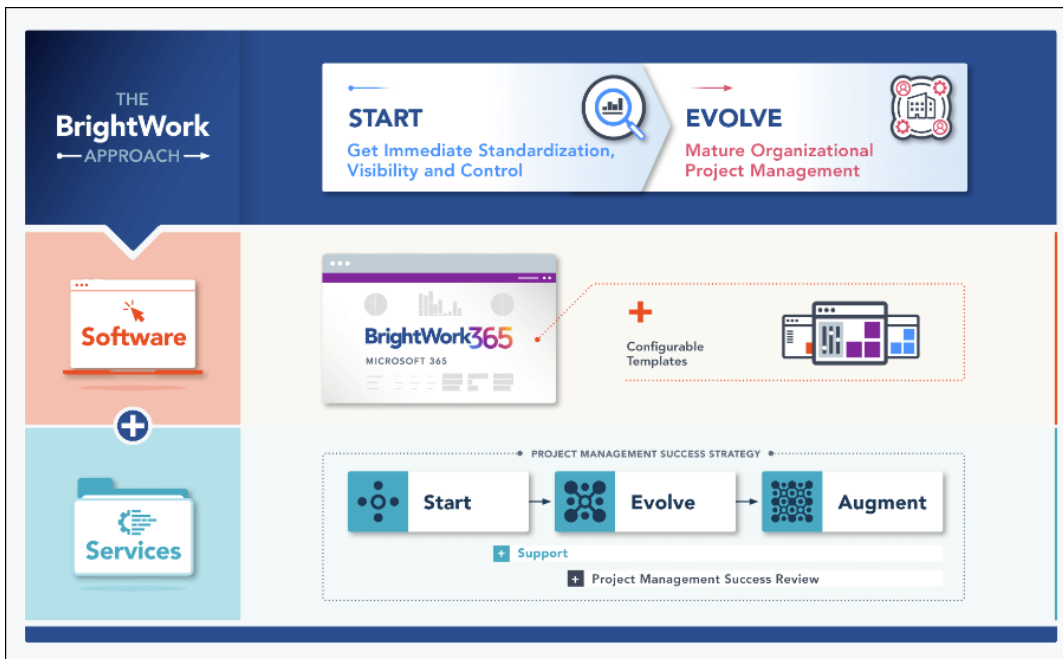 THE
BrightWork
APPROACH
START
Get Immediate Standardization,
Visibility and Control
EVOLVE
Mature Organizational
Project Management
Software
BrightWork365
MICROSOFT 365
+
Configurable
Templates
+
Services
PROJECT MANAGEMENT SUCCESS STRATEGY
Start
Evolve
Augment
+ Support
+ Project Management Success Review